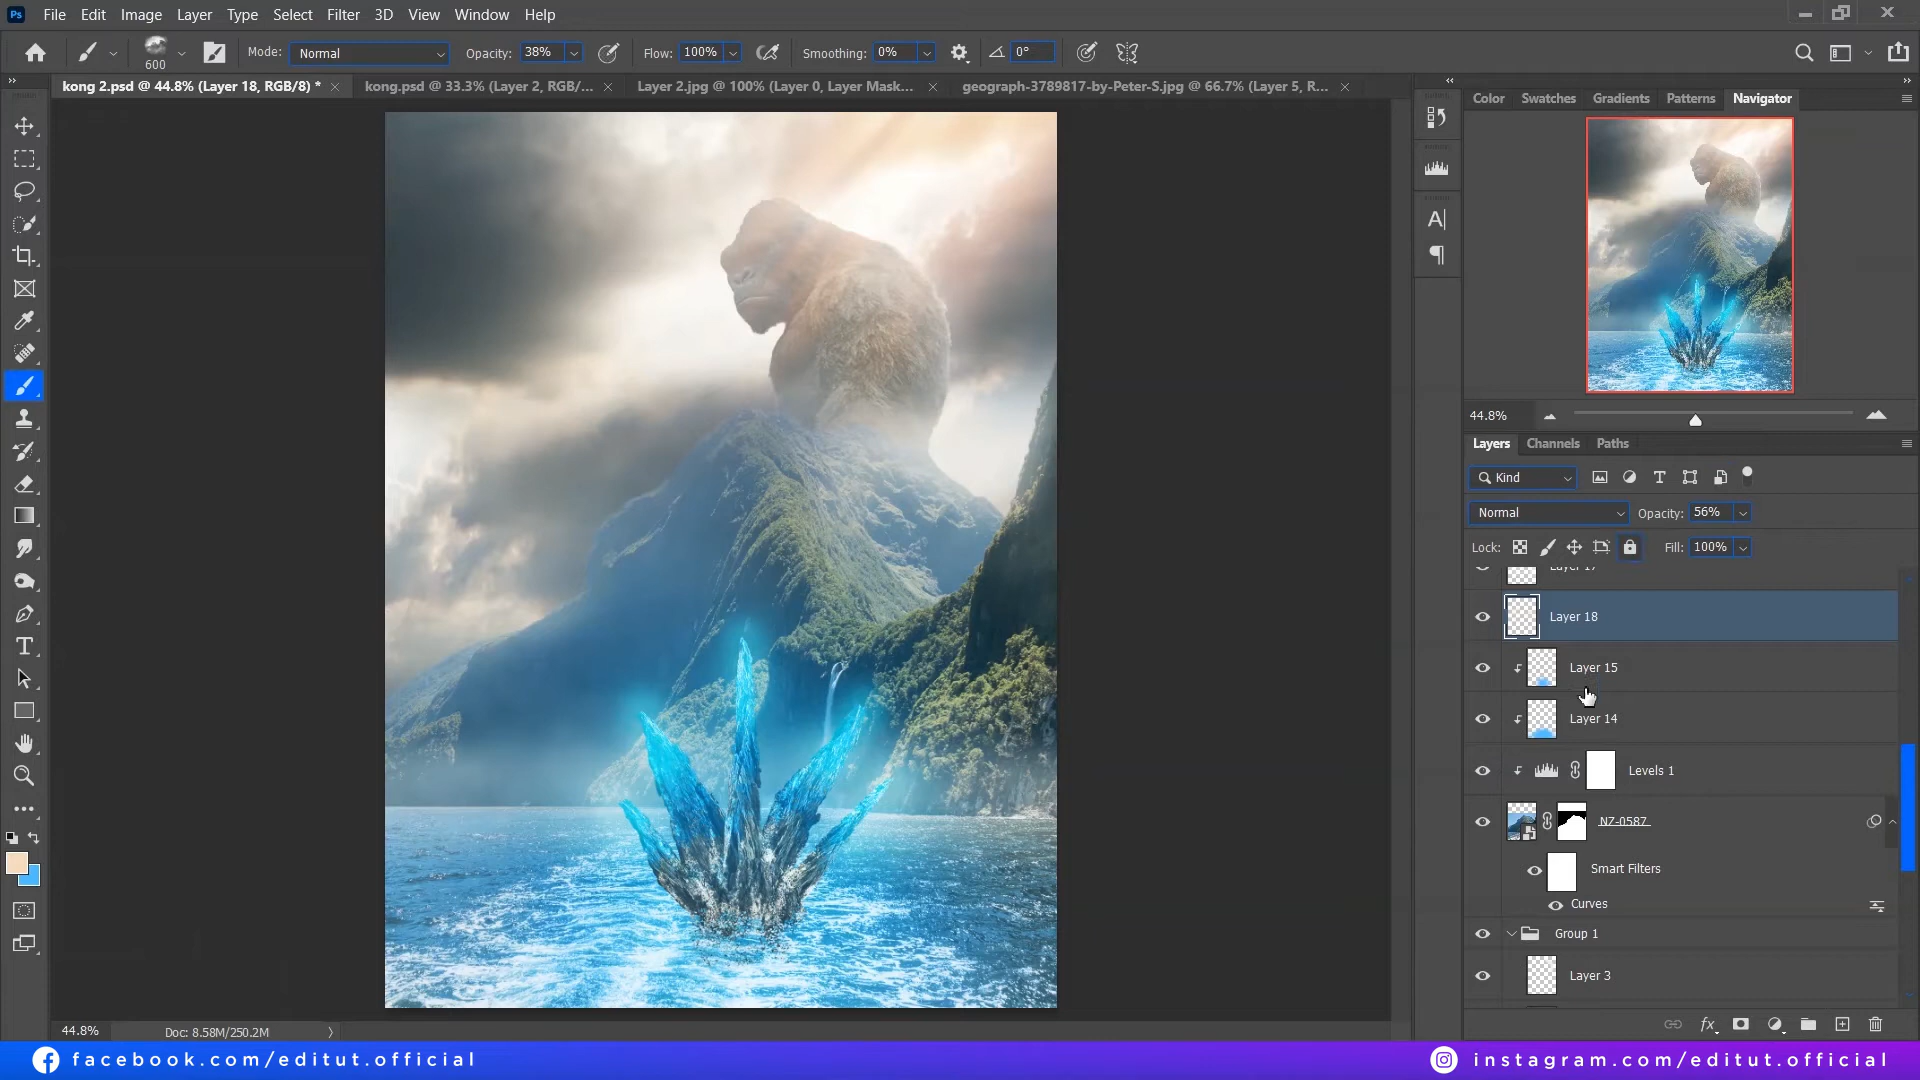 Ps File Edit Image Layer Type Select Filter 3D View Window Help
600 Mode: Normal Opacity: 38% Flow: 100% Smoothing: 0% 0°
kong 2.psd @ 44.8% (Layer 18, RGB/8) * kong.psd @ 33.3% (Layer 2, RGB/... Layer 2.jpg @ 100% (Layer 0, Layer Mask... geograph-3789817-by-Peter-S.jpg @ 66.7% (Layer 5, R...
Color Swatches Gradients Patterns Navigator
44.8%
Layers Channels Paths
Kind
Normal Opacity: 56%
Lock: Fill: 100%
Layer 17
Layer 18
Layer 15
Layer 14
Levels 1
NZ-0587
Smart Filters
Curves
Group 1
Layer 3
fx
44.8% Doc: 8.58M/250.2M
facebook.com/editut.official instagram.com/editut.official